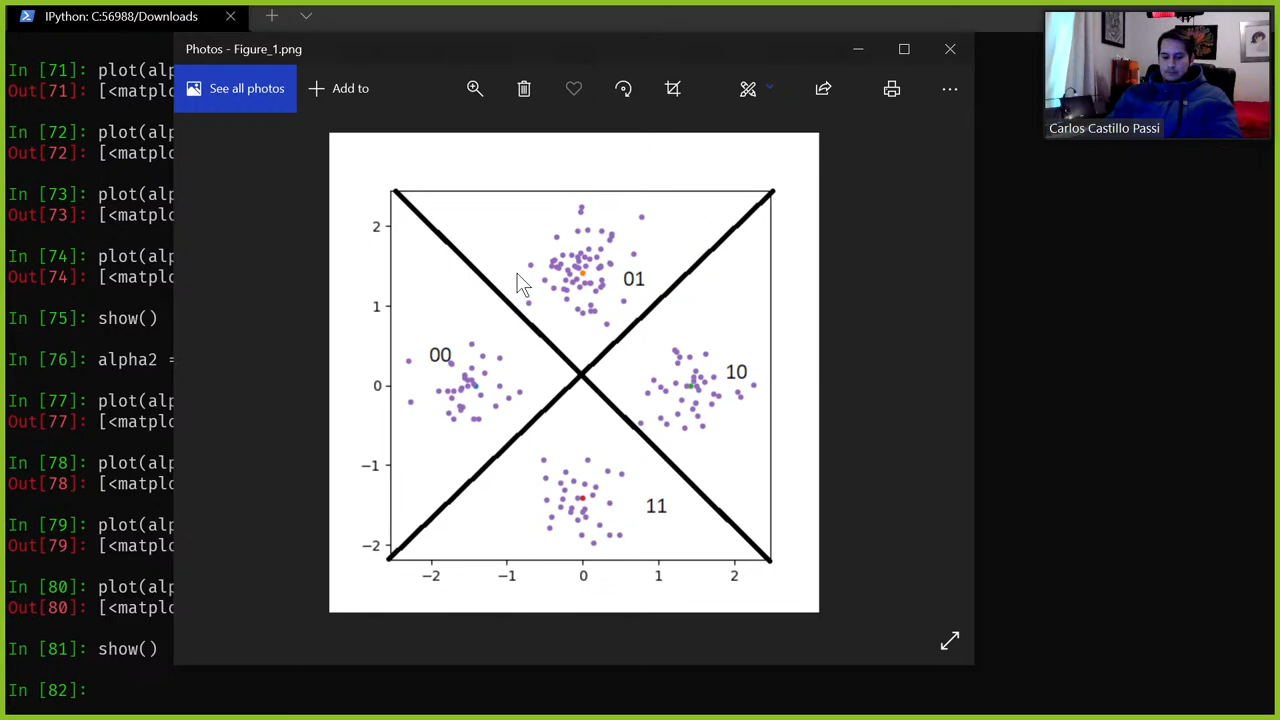 IPython: C:56988/Downloads
Photos - Figure_1.png
See all photos
Add to
Carlos Castillo Passi
In [71]: plot(alp
Out[71]: [<matplo
In [72]: plot(alp
Out[72]: [<matplo
In [73]: plot(alp
Out[73]: [<matplo
In [74]: plot(alp
Out[74]: [<matplo
In [75]: show()
In [76]: alpha2 =
In [77]: plot(alp
Out[77]: [<matplo
In [78]: plot(alp
Out[78]: [<matplo
In [79]: plot(alp
Out[79]: [<matplo
In [80]: plot(alp
Out[80]: [<matplo
In [81]: show()
In [82]:
2
1
0
−1
−2
01
00
10
11
−2 −1 0 1 2